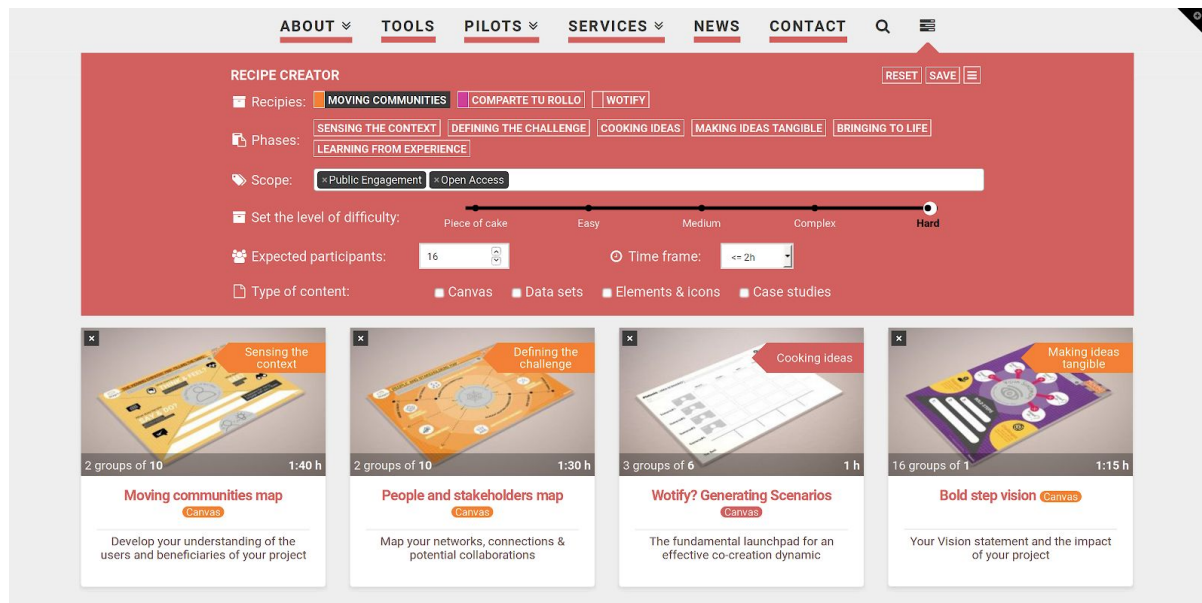 ABOUT TOOLS PILOTS SERVICES NEWS CONTACT
RECIPE CREATOR RESET SAVE
Recipies: MOVING COMMUNITIES COMPARTE TU ROLLO WOTIFY
Phases: SENSING THE CONTEXT DEFINING THE CHALLENGE COOKING IDEAS MAKING IDEAS TANGIBLE BRINGING TO LIFE
LEARNING FROM EXPERIENCE
Scope: ×Public Engagement ×Open Access
Set the level of difficulty: Piece of cake Easy Medium Complex Hard
Expected participants: 16 Time frame: <= 2h
Type of content: Canvas Data sets Elements & icons Case studies
Sensing the
context
2 groups of 10 1:40 h
Moving communities map
Canvas
Develop your understanding of the
users and beneficiaries of your project
Defining the
challenge
2 groups of 10 1:30 h
People and stakeholders map
Canvas
Map your networks, connections &
potential collaborations
Cooking ideas
3 groups of 6 1 h
Wotify? Generating Scenarios
Canvas
The fundamental launchpad for an
effective co-creation dynamic
Making ideas
tangible
16 groups of 1 1:15 h
Bold step vision Canvas
Your Vision statement and the impact
of your project